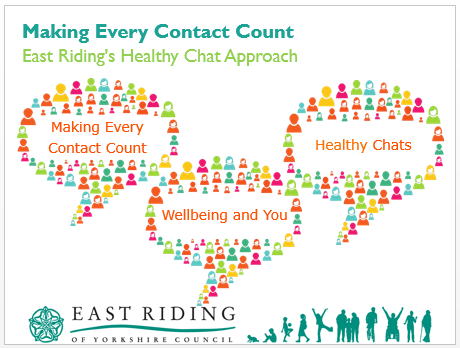 Making Every Contact Count
East Riding's Healthy Chat Approach
Making Every
Contact Count
Healthy Chats
Wellbeing and You
EAST RIDING
OF YORKSHIRE COUNCIL